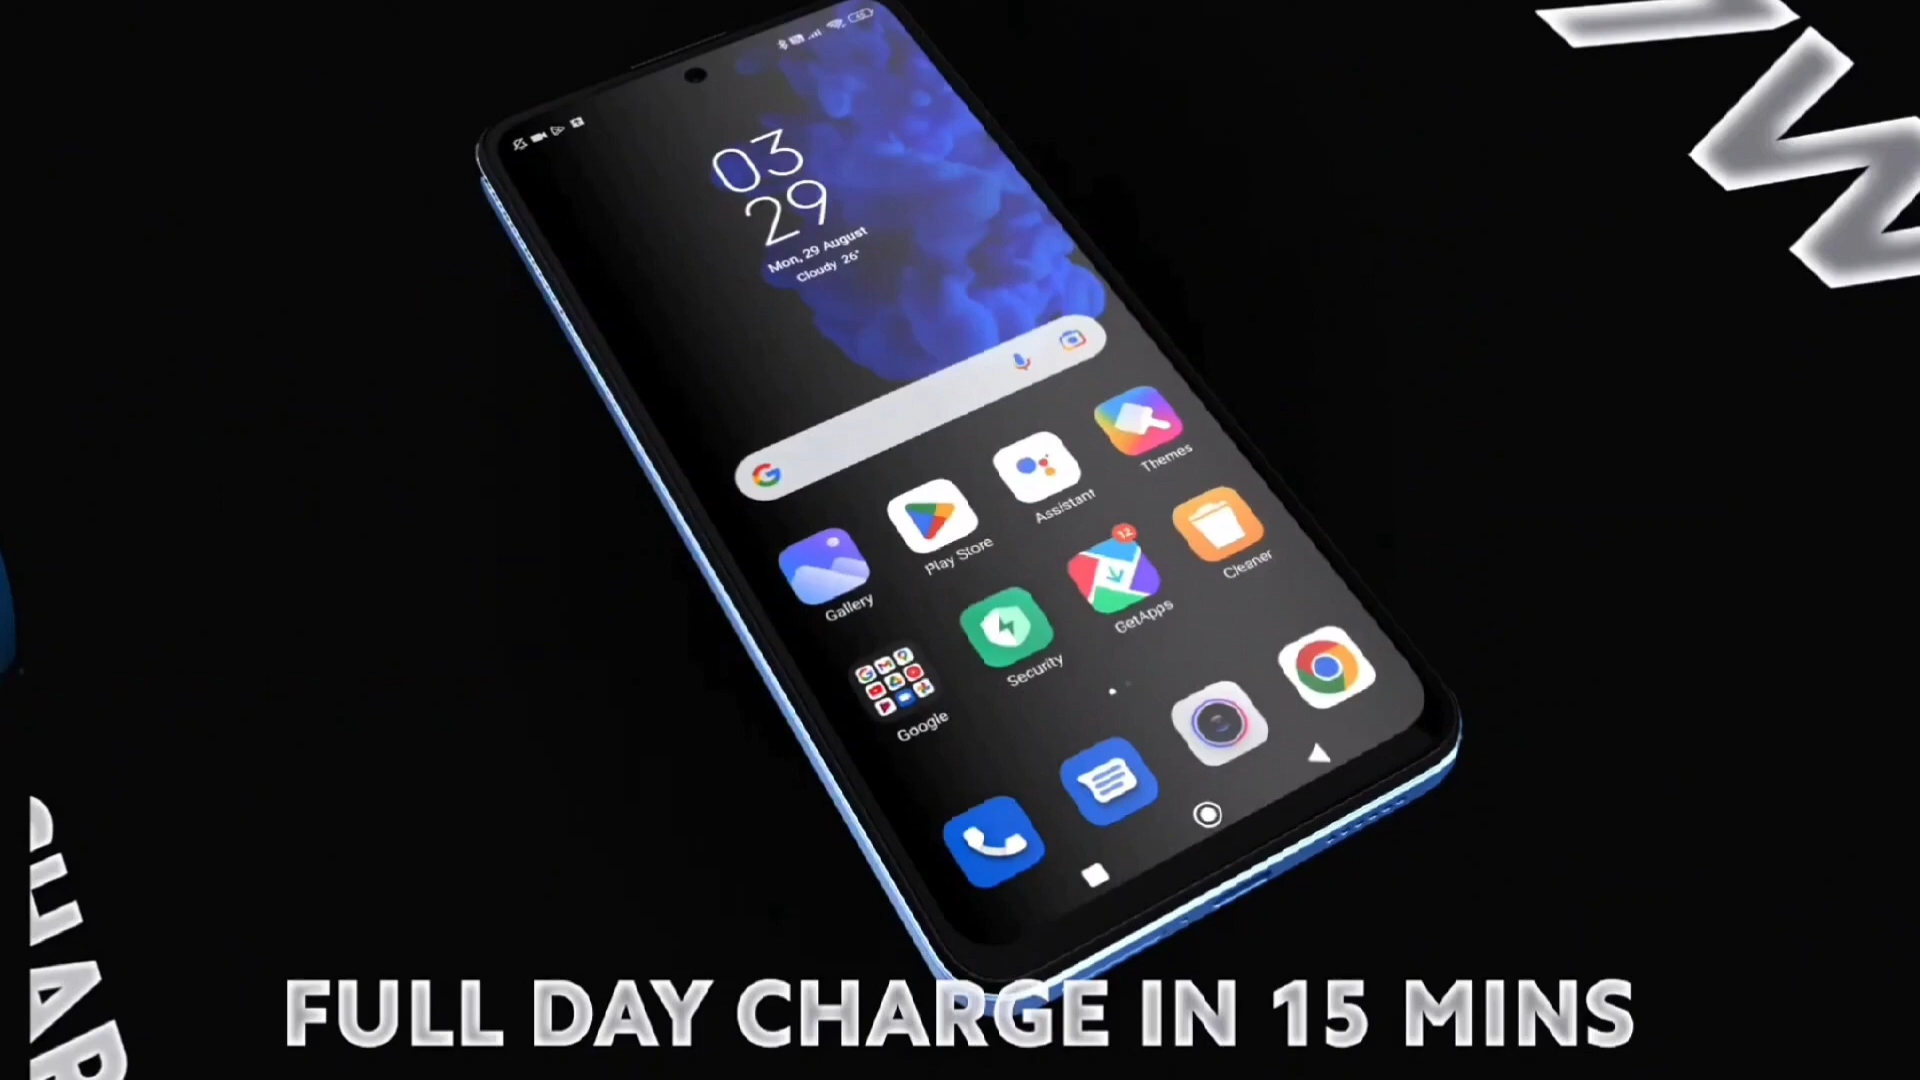 03
29
Mon, 29 August
Cloudy 26°
Themes
Assistant
Play Store
Gallery
12
Cleaner
GetApps
Security
Google
W
FULL DAY CHARGE IN 15 MINS